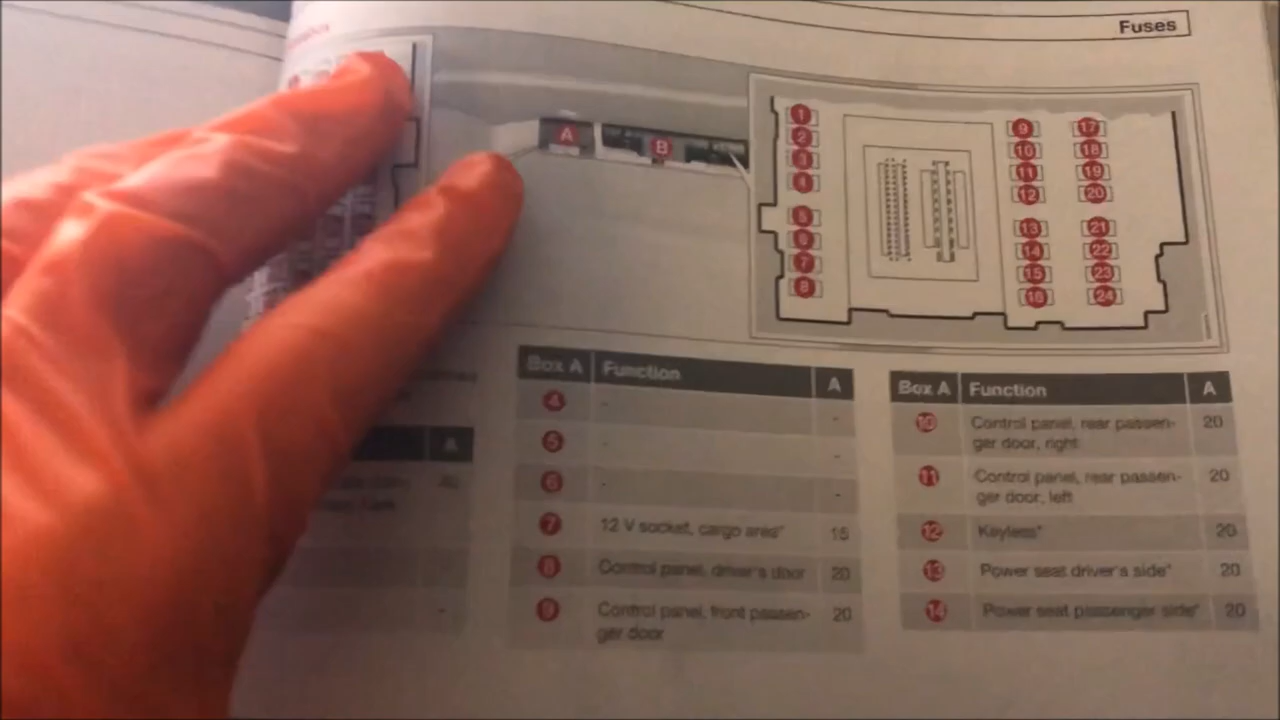 Fuses
A
B
1
2
3
4
5
6
7
8
9
10
11
12
13
14
15
16
17
18
19
20
21
22
23
24
A
-
Box A Function A
4 - -
5 - -
6 - -
7 12 V socket, cargo area* 15
8 Control panel, driver's door 20
9 Control panel, front passen- 20
ger door
Box A Function A
10 Control panel, rear passen- 20
ger door, right
11 Control panel, rear passen- 20
ger door, left
12 Keyless* 20
13 Power seat driver's side* 20
14 Power seat passenger side* 20